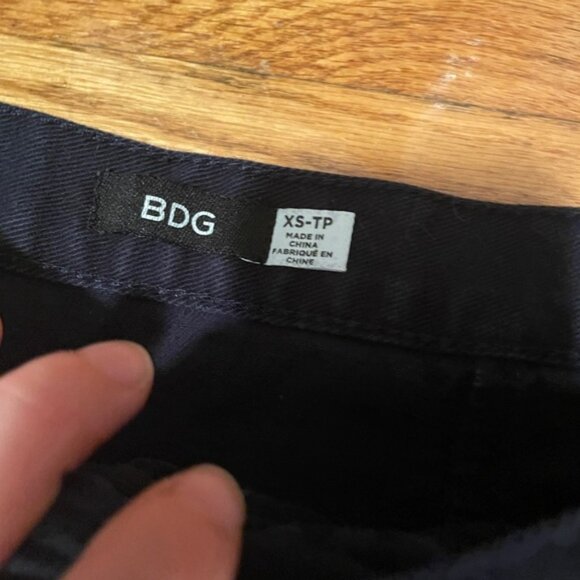 BDG
XS-TP
MADE IN
CHINA
FABRIQUÉ EN
CHINE